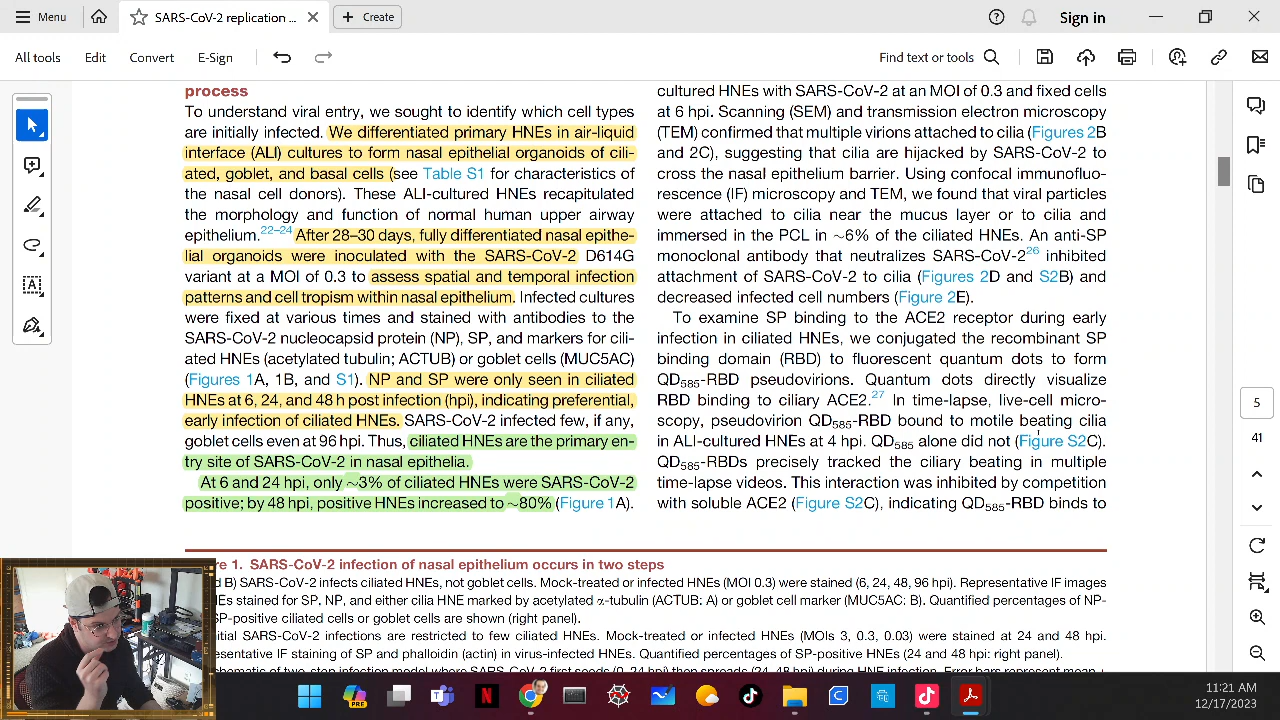 Menu
SARS-CoV-2 replication ...
Create
Sign in
All tools
Edit
Convert
E-Sign
Find text or tools
process
To understand viral entry, we sought to identify which cell types
are initially infected. We differentiated primary HNEs in air-liquid
interface (ALI) cultures to form nasal epithelial organoids of cili-
ated, goblet, and basal cells (see Table S1 for characteristics of
the nasal cell donors). These ALI-cultured HNEs recapitulated
the morphology and function of normal human upper airway
epithelium.22–24 After 28–30 days, fully differentiated nasal epithe-
lial organoids were inoculated with the SARS-CoV-2 D614G
variant at a MOI of 0.3 to assess spatial and temporal infection
patterns and cell tropism within nasal epithelium. Infected cultures
were fixed at various times and stained with antibodies to the
SARS-CoV-2 nucleocapsid protein (NP), SP, and markers for cili-
ated HNEs (acetylated tubulin; ACTUB) or goblet cells (MUC5AC)
(Figures 1A, 1B, and S1). NP and SP were only seen in ciliated
HNEs at 6, 24, and 48 h post infection (hpi), indicating preferential,
early infection of ciliated HNEs. SARS-CoV-2 infected few, if any,
goblet cells even at 96 hpi. Thus, ciliated HNEs are the primary en-
try site of SARS-CoV-2 in nasal epithelia.
At 6 and 24 hpi, only ~3% of ciliated HNEs were SARS-CoV-2
positive; by 48 hpi, positive HNEs increased to ~80% (Figure 1A).
cultured HNEs with SARS-CoV-2 at an MOI of 0.3 and fixed cells
at 6 hpi. Scanning (SEM) and transmission electron microscopy
(TEM) confirmed that multiple virions attached to cilia (Figures 2B
and 2C), suggesting that cilia are hijacked by SARS-CoV-2 to
cross the nasal epithelium barrier. Using confocal immunofluo-
rescence (IF) microscopy and TEM, we found that viral particles
were attached to cilia near the mucus layer or to cilia and
immersed in the PCL in ~6% of the ciliated HNEs. An anti-SP
monoclonal antibody that neutralizes SARS-CoV-226 inhibited
attachment of SARS-CoV-2 to cilia (Figures 2D and S2B) and
decreased infected cell numbers (Figure 2E).
To examine SP binding to the ACE2 receptor during early
infection in ciliated HNEs, we conjugated the recombinant SP
binding domain (RBD) to fluorescent quantum dots to form
QD585-RBD pseudovirions. Quantum dots directly visualize
RBD binding to ciliary ACE2.27 In time-lapse, live-cell micro-
scopy, pseudovirion QD585-RBD bound to motile beating cilia
in ALI-cultured HNEs at 4 hpi. QD585 alone did not (Figure S2C).
QD585-RBDs precisely tracked the ciliary beating in multiple
time-lapse videos. This interaction was inhibited by competition
with soluble ACE2 (Figure S2C), indicating QD585-RBD binds to
re 1. SARS-CoV-2 infection of nasal epithelium occurs in two steps
d B) SARS-CoV-2 infects ciliated HNEs, not goblet cells. Mock-treated or infected HNEs (MOI 0.3) were stained (6, 24, 48, 96 hpi). Representative IF images
Es stained for SP, NP, and either cilia HNE marked by acetylated α-tubulin (ACTUB: A) or goblet cell marker (MUC5AC: B). Quantified percentages of NP-
SP-positive ciliated cells or goblet cells are shown (right panel).
itial SARS-CoV-2 infections are restricted to few ciliated HNEs. Mock-treated or infected HNEs (MOIs 3, 0.3, 0.03) were stained at 24 and 48 hpi.
esentative IF staining of SP and phalloidin (actin) in virus-infected HNEs. Quantified percentages of SP-positive HNEs (24 and 48 hpi: right panel).
5
41
PRE
11:21 AM
12/17/2023